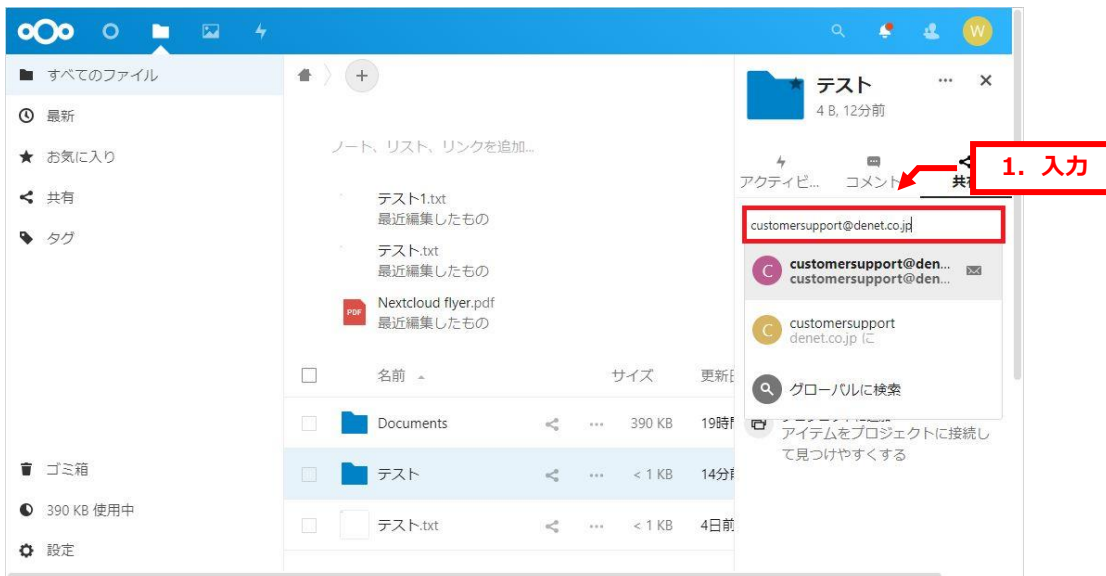 W
すべてのファイル
最新
お気に入り
共有
タグ
ゴミ箱
390 KB 使用中
設定
+
ノート、リスト、リンクを追加...
テスト1.txt
最近編集したもの
テスト.txt
最近編集したもの
PDF
Nextcloud flyer.pdf
最近編集したもの
名前 サイズ
Documents 390 KB
テスト < 1 KB
テスト.txt < 1 KB 4日前
テスト
4 B, 12分前
アクティビ... コメント
1. 入力
customersupport@denet.co.jp
C
customersupport@den...
customersupport@den...
C
customersupport
denet.co.jp に
グローバルに検索
アイテムをプロジェクトに接続し
て見つけやすくする